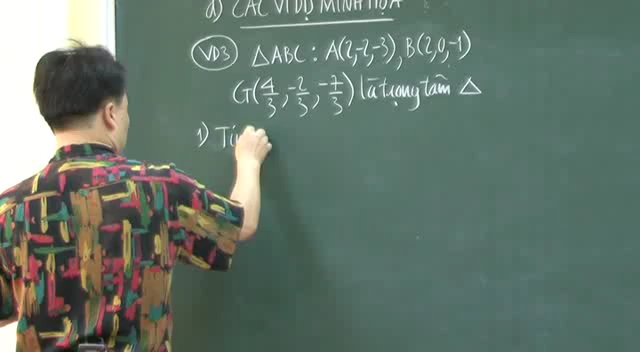 d) CÁC VÍ DỤ MINH HỌA
VD3 △ABC : A(2,-2,-3), B(2,0,-1)
G(4/3, -2/3, -7/3) là trọng tâm △
1) Tí